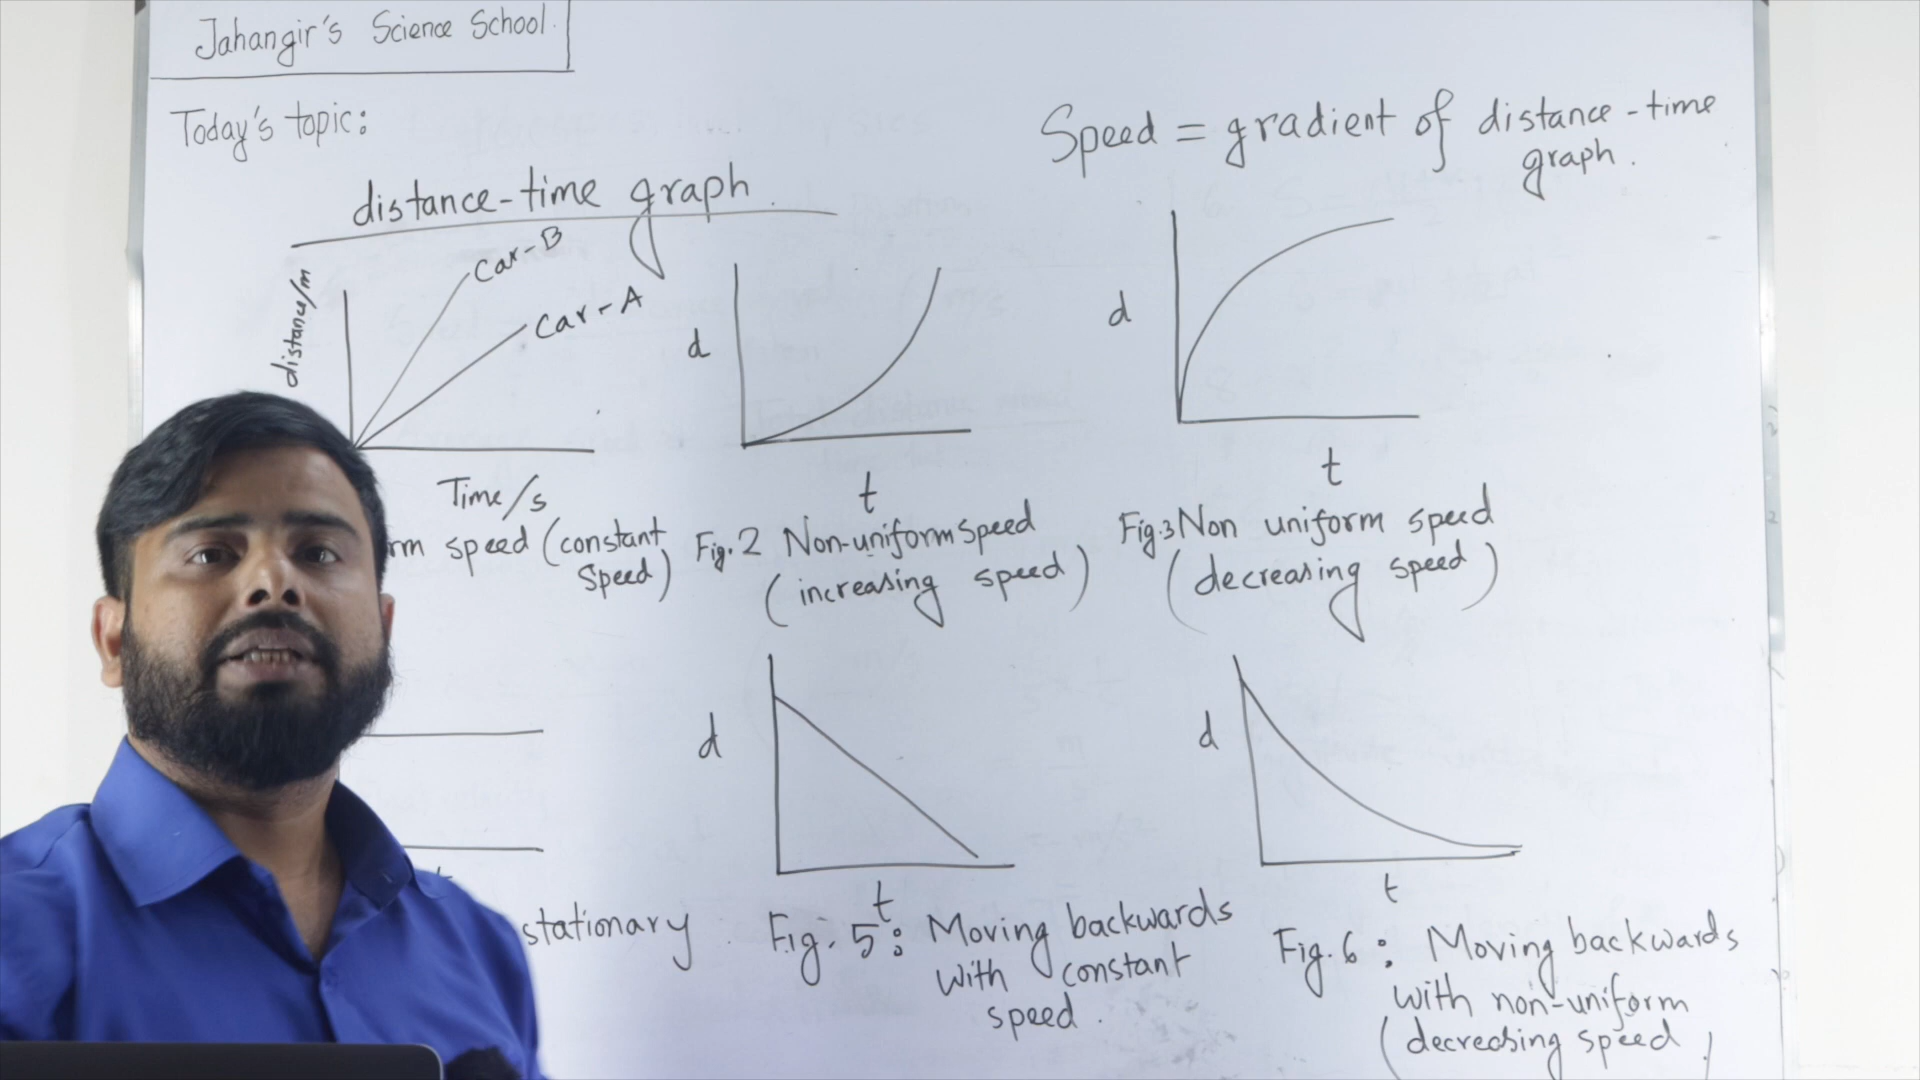 Jahangir's Science School.
Today's topic:
distance-time graph.
Speed = gradient of distance-time
graph.
distance/m
Car-B
Car-A
Time/s
d
t
d
t
rm speed (constant
Speed)
Fig. 2 Non-uniform speed
(increasing speed)
Fig.3 Non uniform speed
(decreasing speed)
stationary.
d
t
Fig. 5: Moving backwards
with constant
speed.
d
t
Fig. 6: Moving backwards
with non-uniform
(decreasing speed)